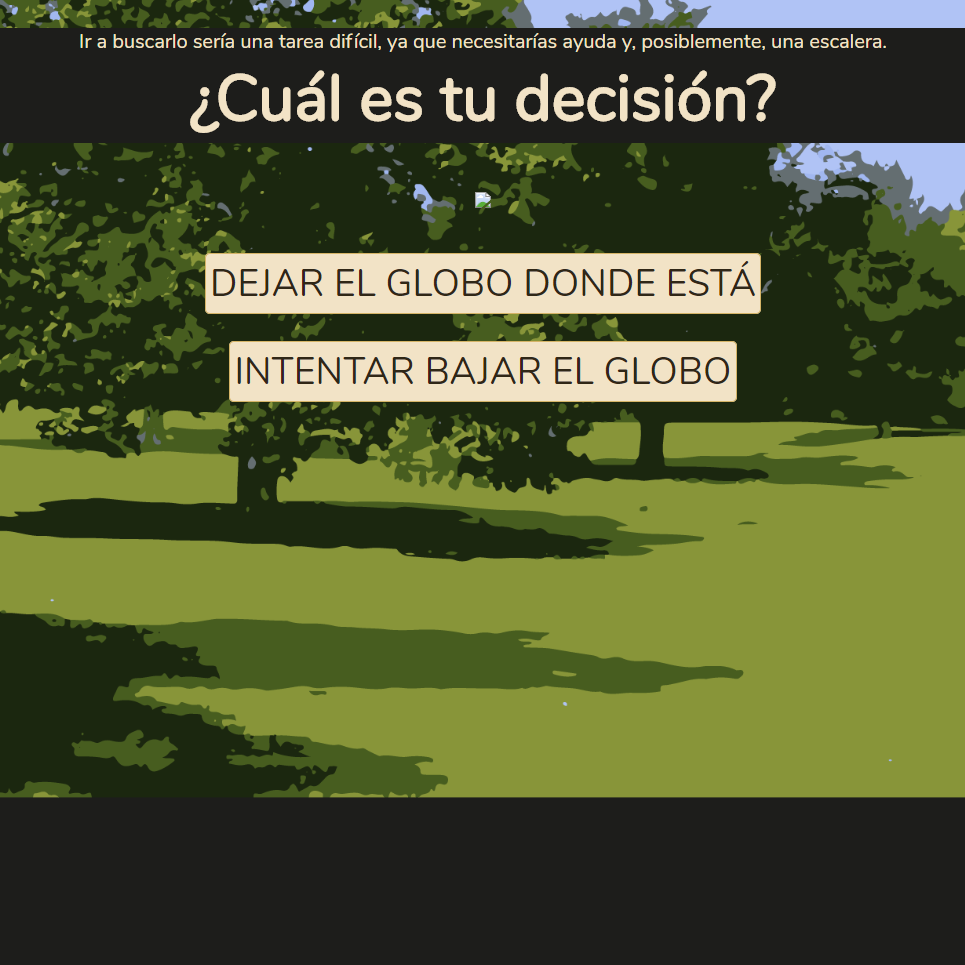 Ir a buscarlo sería una tarea difícil, ya que necesitarías ayuda y, posiblemente, una escalera.
¿Cuál es tu decisión?
DEJAR EL GLOBO DONDE ESTÁ
INTENTAR BAJAR EL GLOBO